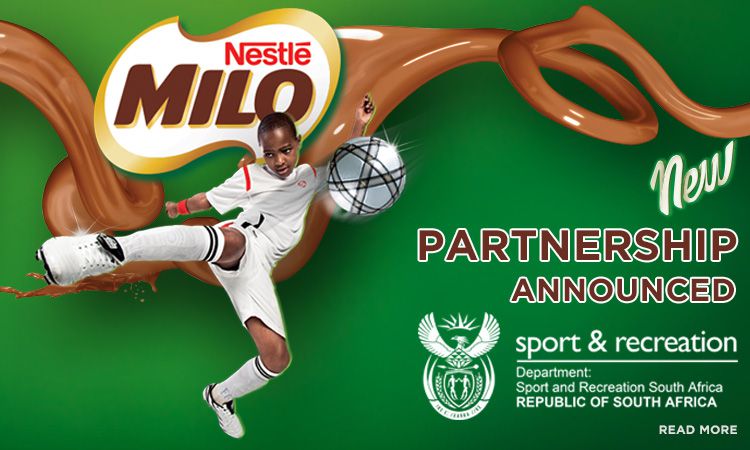 Nestlé
MILO
New
PARTNERSHIP
ANNOUNCED
sport & recreation
Department:
Sport and Recreation South Africa
REPUBLIC OF SOUTH AFRICA
READ MORE